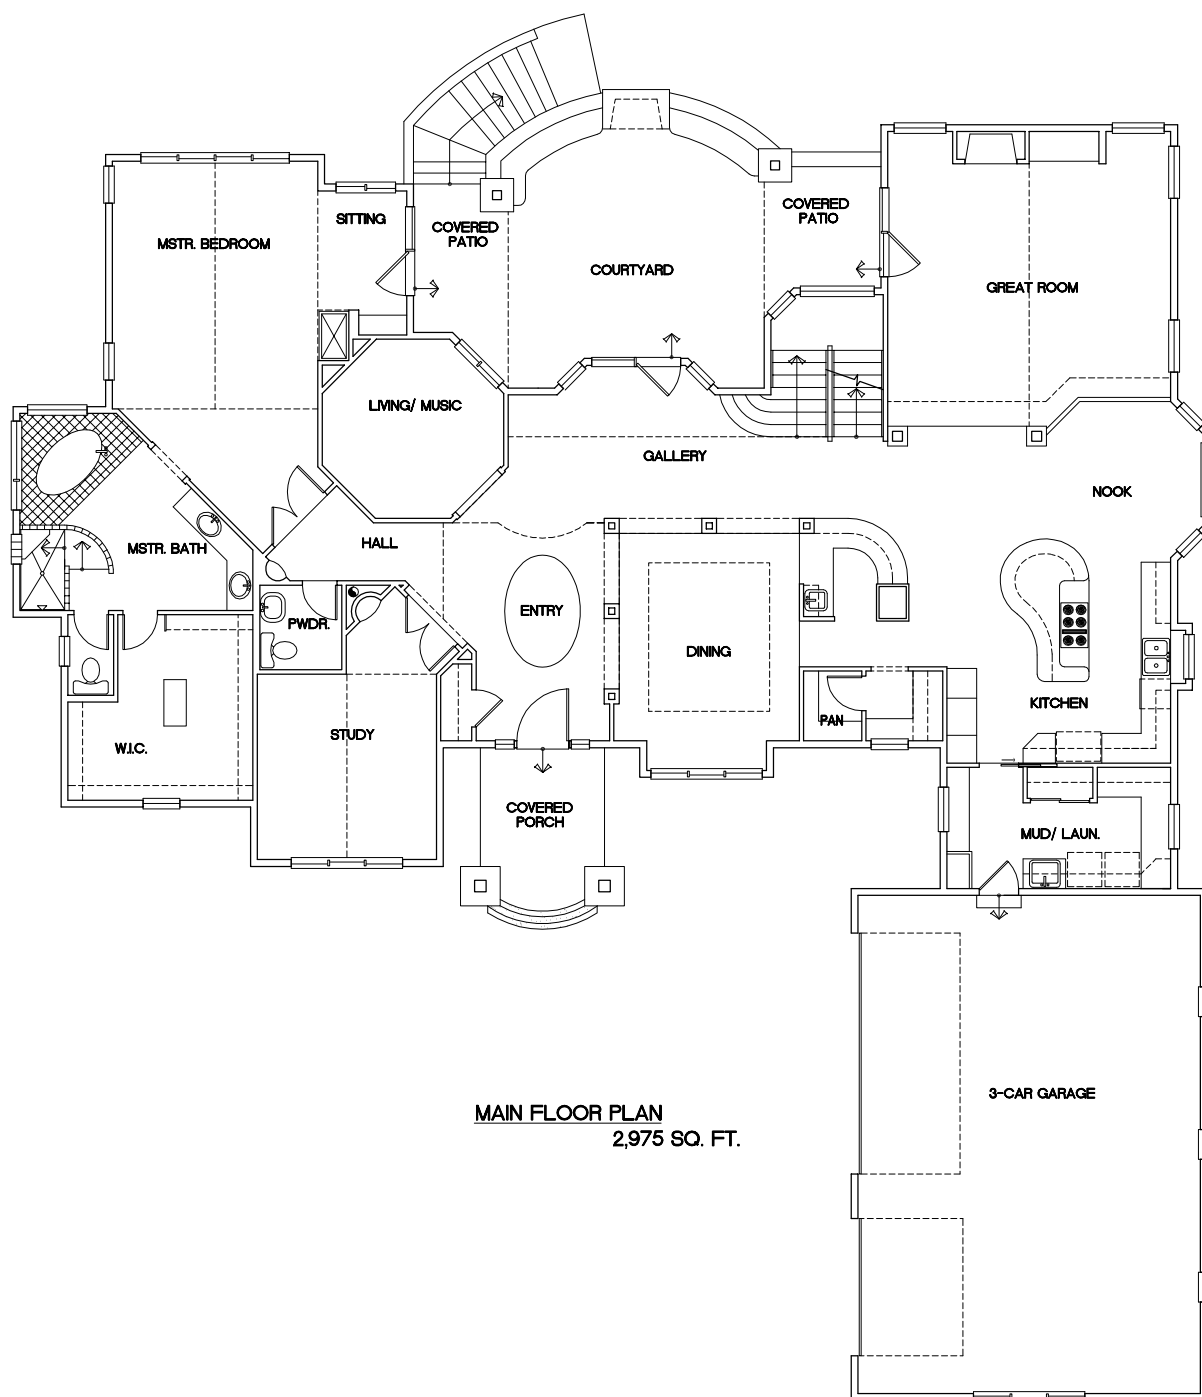 SITTING
COVERED
PATIO
COVERED
PATIO
MSTR. BEDROOM
COURTYARD
GREAT ROOM
LIVING/ MUSIC
GALLERY
NOOK
HALL
MSTR. BATH
ENTRY
PWDR.
DINING
KITCHEN
PAN
STUDY
W.I.C.
COVERED
PORCH
MUD/ LAUN.
3-CAR GARAGE
MAIN FLOOR PLAN
2,975 SQ. FT.